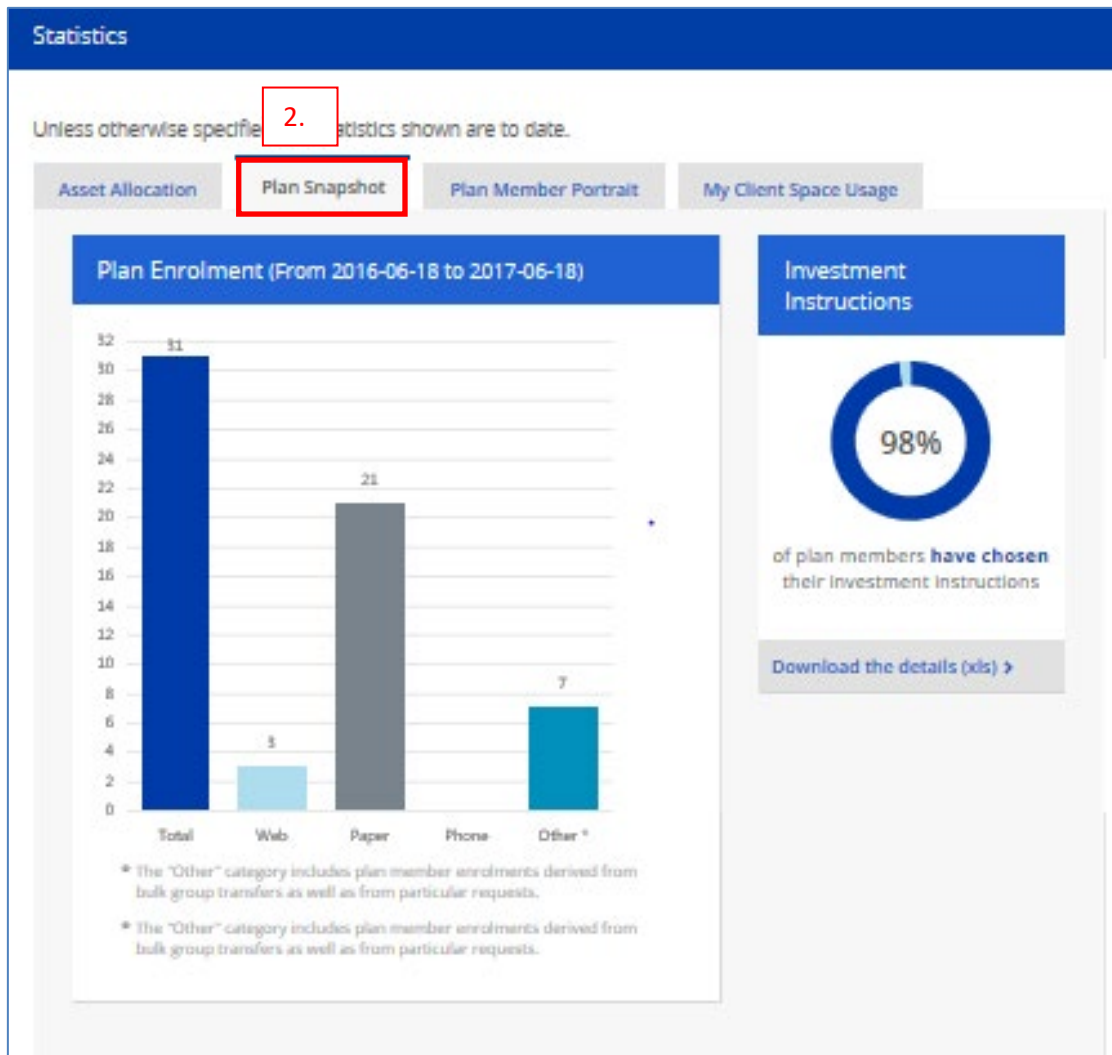 Statistics
2.
Unless otherwise specifie atistics shown are to date.
Asset Allocation Plan Snapshot Plan Member Portrait My Client Space Usage
Plan Enrolment (From 2016-06-18 to 2017-06-18)
32
30
28
26
24
22
20
18
16
14
12
10
8
6
4
2
0
31
3
21
7
Total Web Paper Phone Other *
* The "Other" category includes plan member enrolments derived from
bulk group transfers as well as from particular requests.
* The "Other" category includes plan member enrolments derived from
bulk group transfers as well as from particular requests.
Investment
Instructions
98%
of plan members have chosen
their investment instructions
Download the details (xls) >